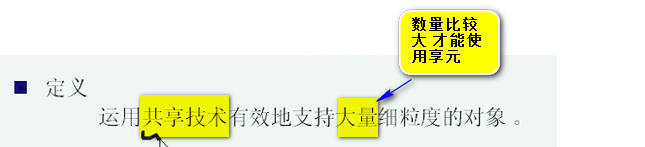 数量比较
大 才能使
用享元
定义
运用共享技术有效地支持大量细粒度的对象 。